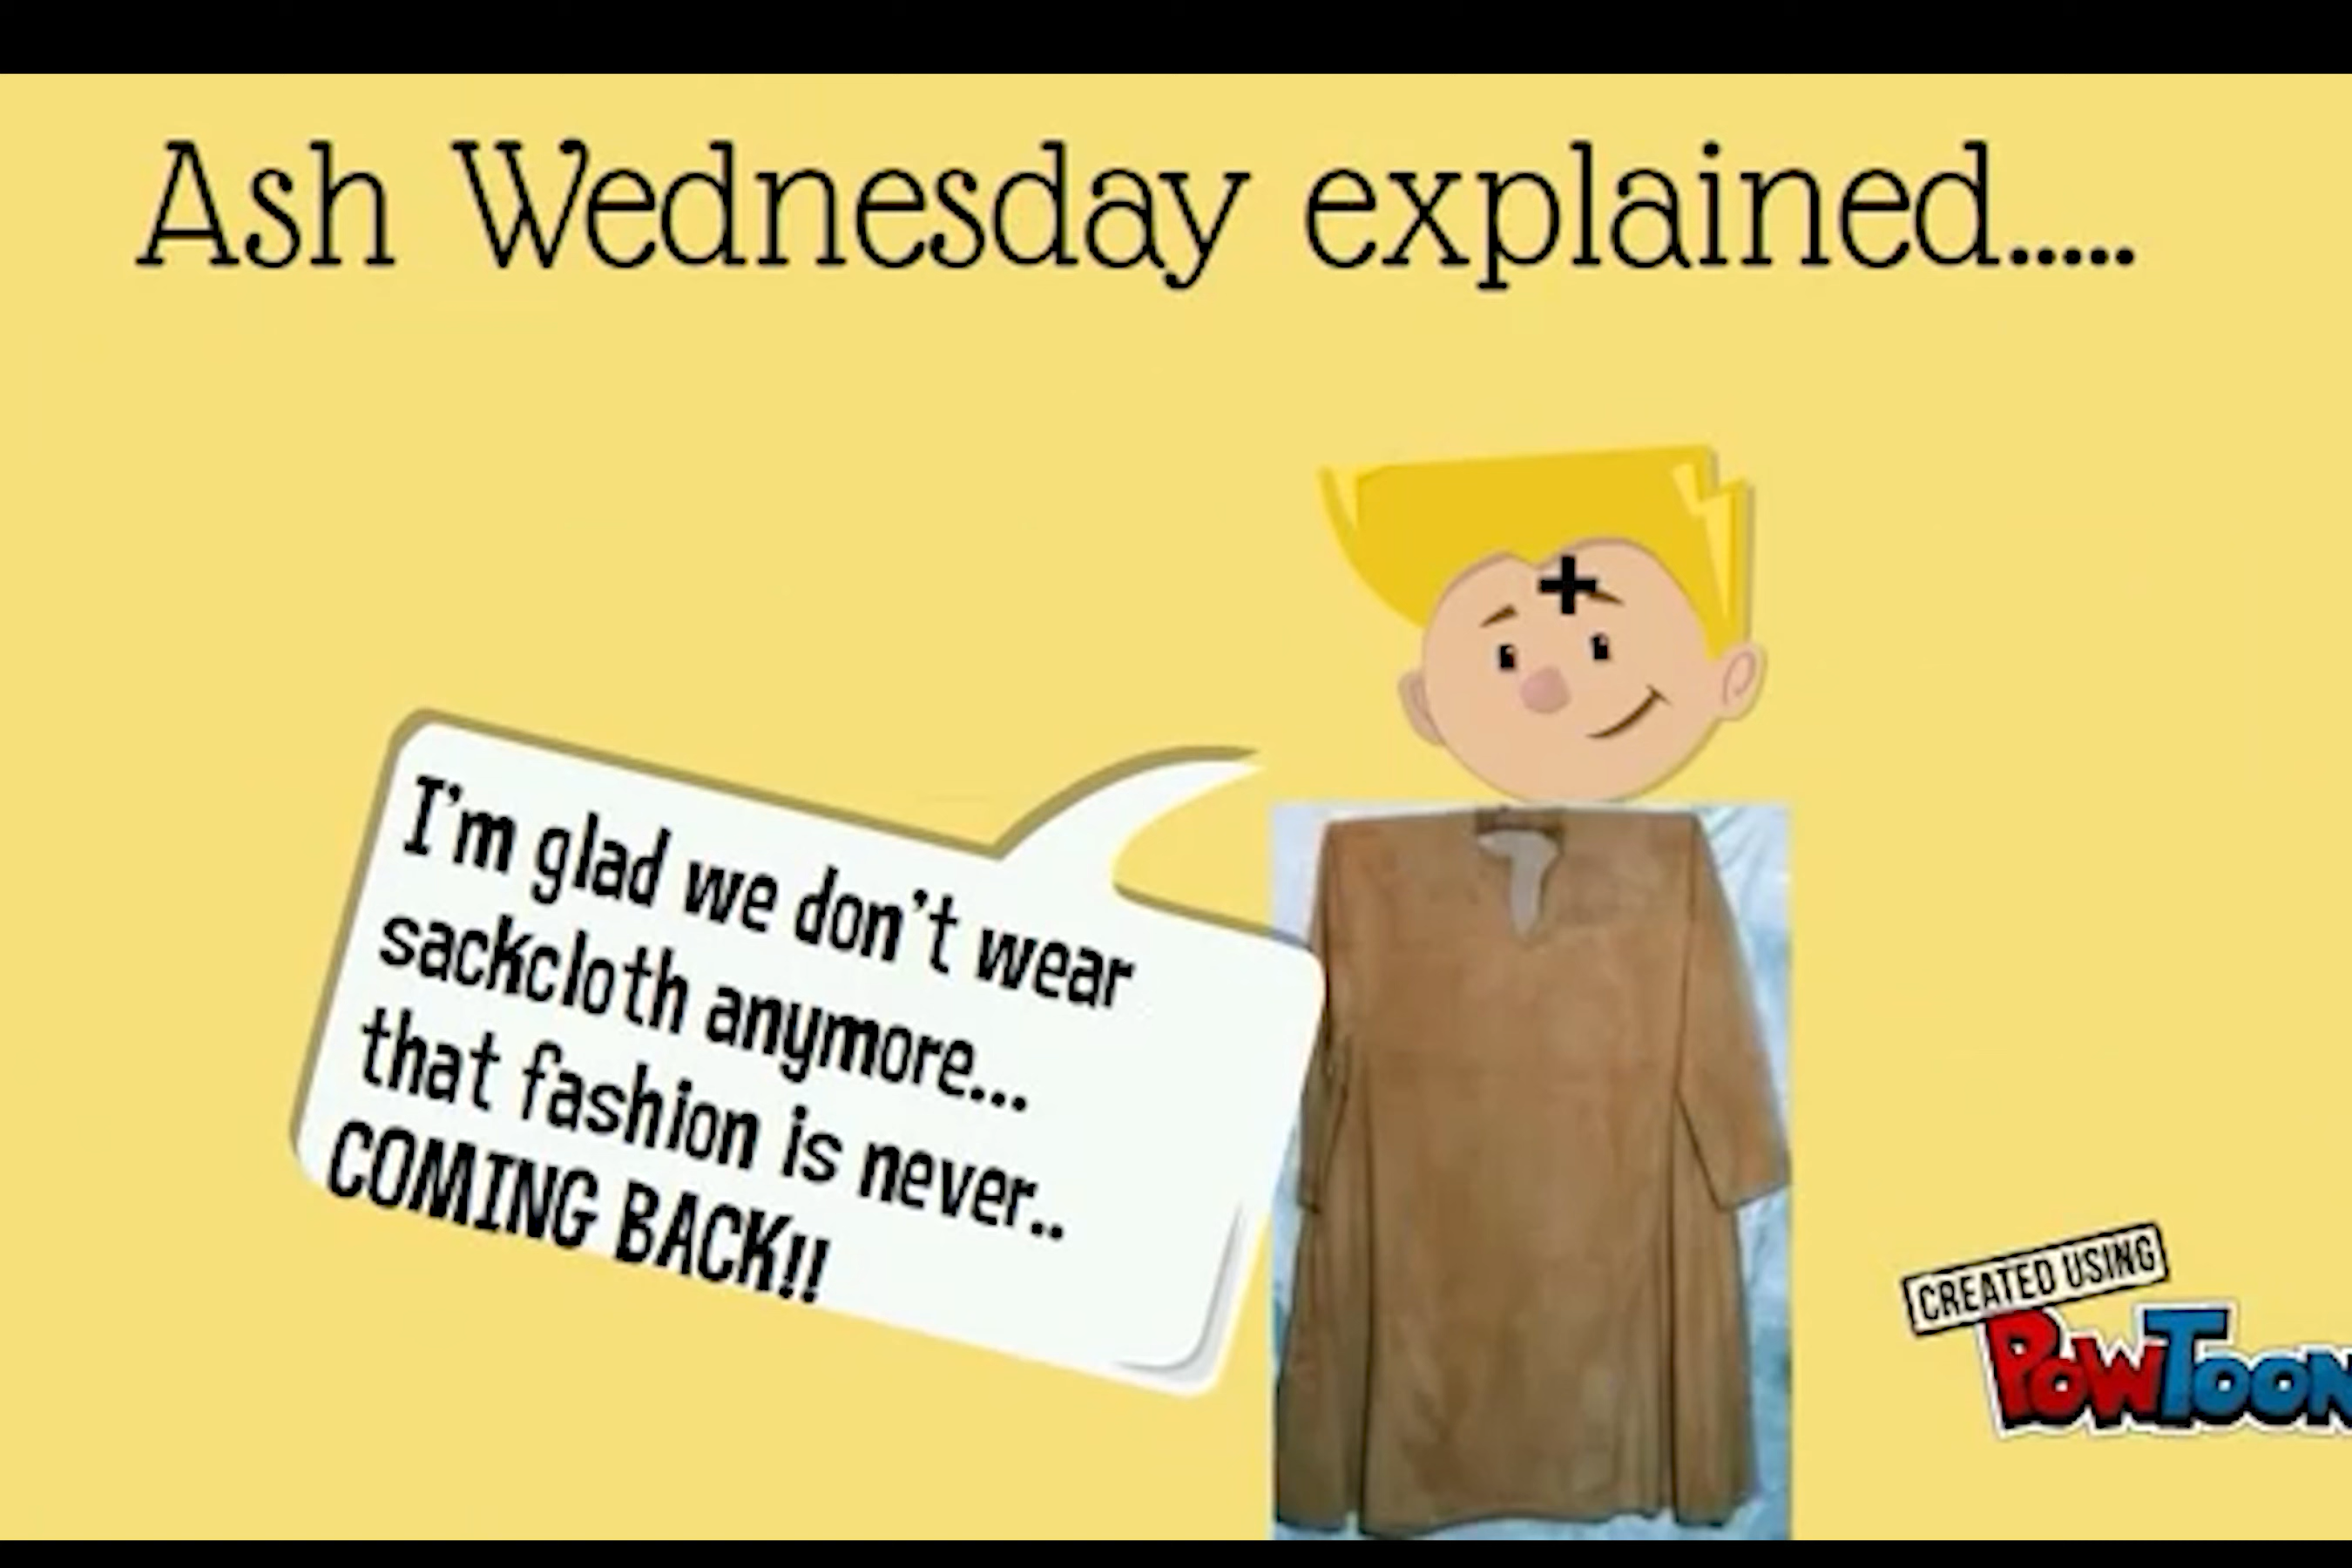 Ash Wednesday explained.....
I'm glad we don't wear
sackcloth anymore...
that fashion is never..
COMING BACK!!
CREATED USING
POWTOON